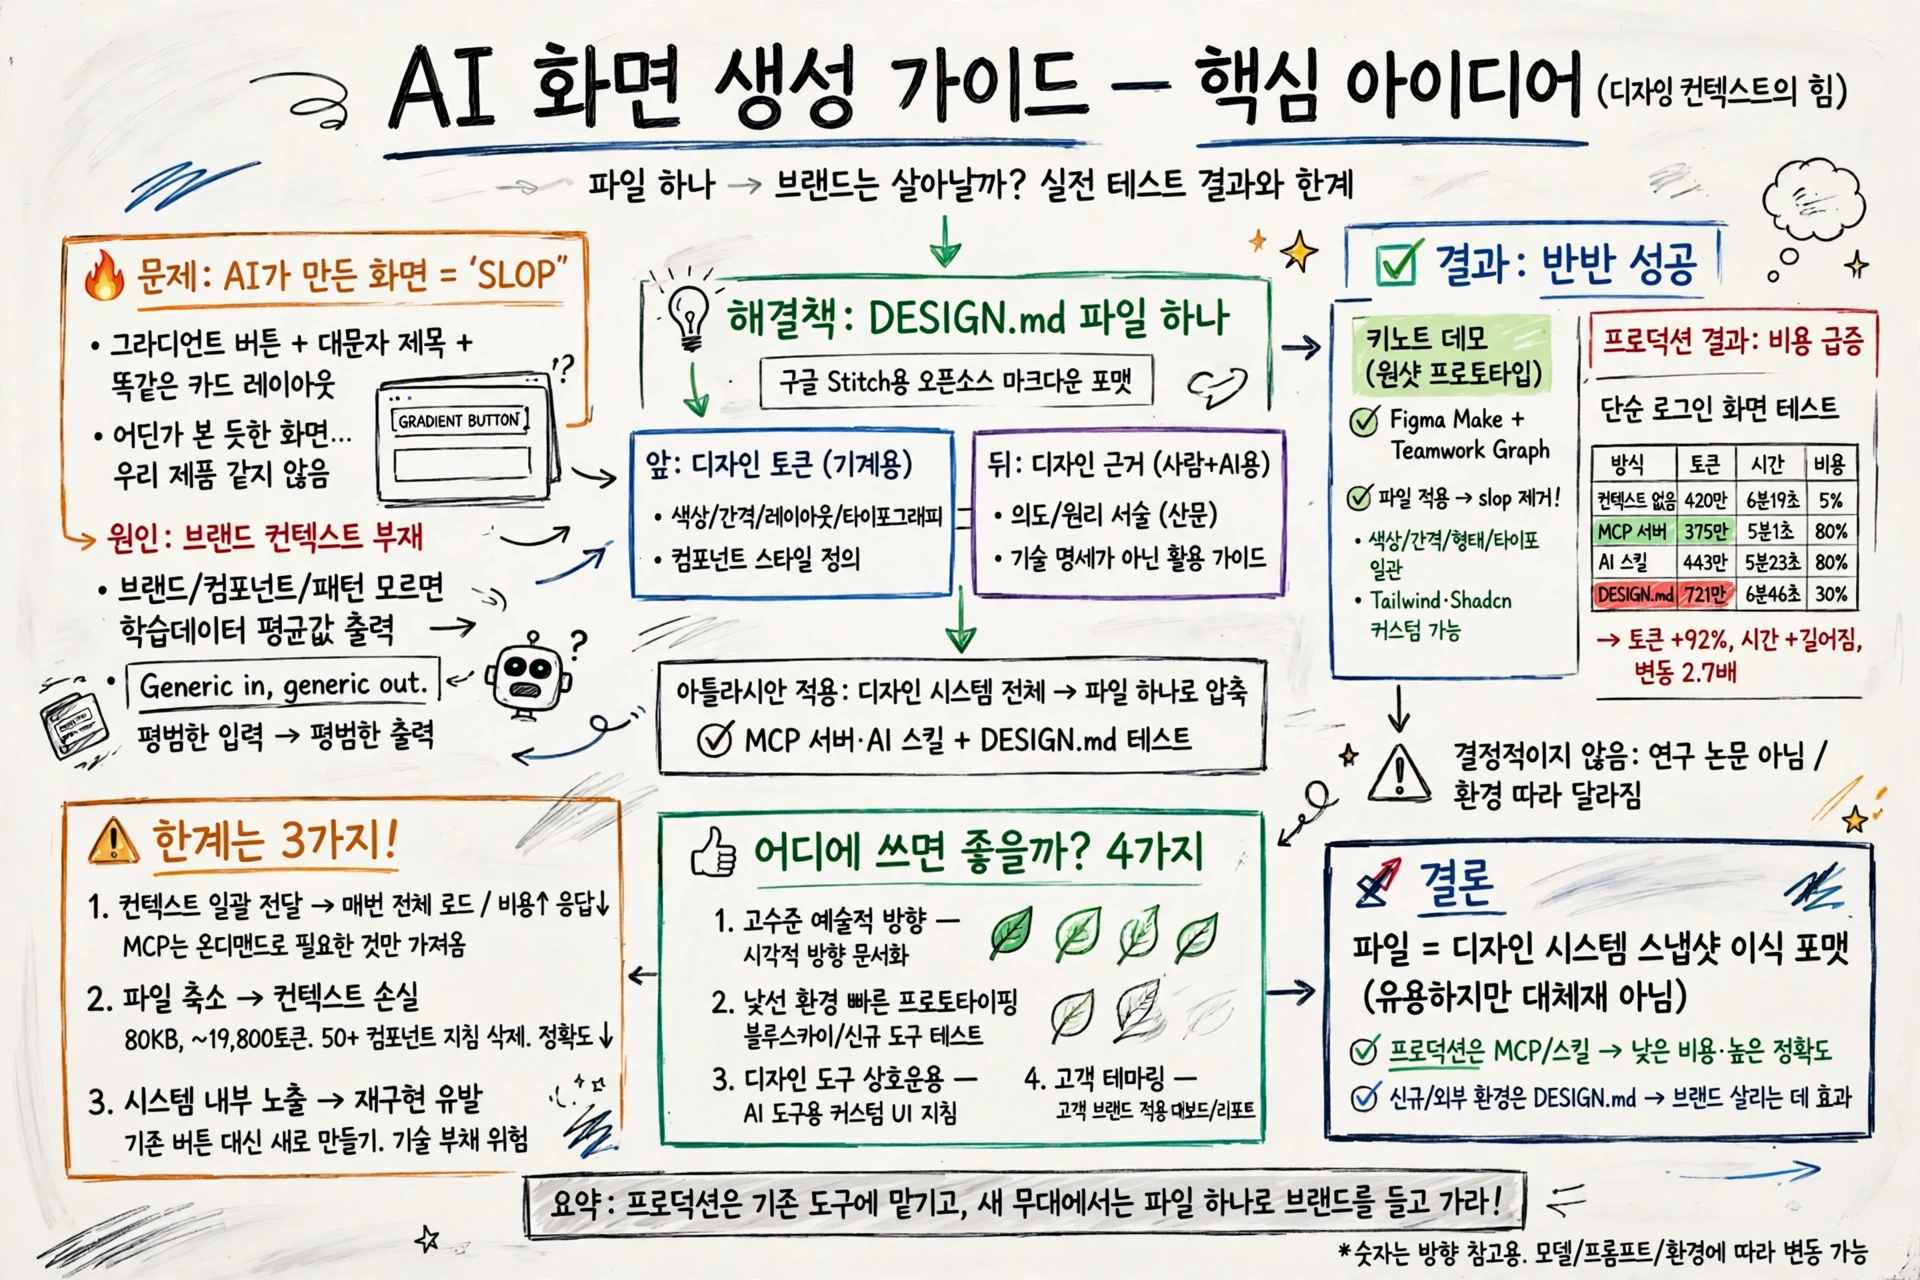 AI 화면 생성 가이드 — 핵심 아이디어 (디자잉 컨텍스트의 힘)
파일 하나 → 브랜드는 살아날까? 실전 테스트 결과와 한계
문제: AI가 만든 화면 = ‘SLOP”
• 그라디언트 버튼 + 대문자 제목 +
똑같은 카드 레이아웃
• 어딘가 본 듯한 화면...
우리 제품 같지 않음
!?
GRADIENT BUTTON
원인: 브랜드 컨텍스트 부재
• 브랜드/컴포넌트/패턴 모르면
학습데이터 평균값 출력 →
• Generic in, generic out.
평범한 입력 → 평범한 출력
?
해결책: DESIGN.md 파일 하나
구글 Stitch용 오픈소스 마크다운 포맷
앞: 디자인 토큰 (기계용)
• 색상/간격/레이아웃/타이포그래피
• 컴포넌트 스타일 정의
뒤: 디자인 근거 (사람+AI용)
• 의도/원리 서술 (산문)
• 기술 명세가 아닌 활용 가이드
아틀라시안 적용: 디자인 시스템 전체 → 파일 하나로 압축
MCP 서버·AI 스킬 + DESIGN.md 테스트
결과: 반반 성공
키노트 데모
(원샷 프로토타입)
Figma Make +
Teamwork Graph
파일 적용 → slop 제거!
• 색상/간격/형태/타이포
일관
• Tailwind·Shadcn
커스텀 가능
프로덕션 결과: 비용 급증
단순 로그인 화면 테스트
방식 토큰 시간 비용
컨텍스트 없음 420만 6분19초 5%
MCP 서버 375만 5분1초 80%
AI 스킬 443만 5분23초 80%
DESIGN.md 721만 6분46초 30%
→ 토큰 +92%, 시간 +길어짐,
변동 2.7배
결정적이지 않음: 연구 논문 아님 /
환경 따라 달라짐
한계는 3가지!
1. 컨텍스트 일괄 전달 → 매번 전체 로드 / 비용↑ 응답↓
MCP는 온디맨드로 필요한 것만 가져옴
2. 파일 축소 → 컨텍스트 손실
80KB, ~19,800토큰. 50+ 컴포넌트 지침 삭제. 정확도↓
3. 시스템 내부 노출 → 재구현 유발
기존 버튼 대신 새로 만들기. 기술 부채 위험
어디에 쓰면 좋을까? 4가지
1. 고수준 예술적 방향 —
시각적 방향 문서화
2. 낯선 환경 빠른 프로토타이핑
블루스카이/신규 도구 테스트
3. 디자인 도구 상호운용 —
AI 도구용 커스텀 UI 지침
4. 고객 테마링 —
고객 브랜드 적용 대보드/리포트
결론
파일 = 디자인 시스템 스냅샷 이식 포맷
(유용하지만 대체재 아님)
프로덕션은 MCP/스킬 → 낮은 비용·높은 정확도
신규/외부 환경은 DESIGN.md → 브랜드 살리는 데 효과
요약: 프로덕션은 기존 도구에 맡기고, 새 무대에서는 파일 하나로 브랜드를 들고 가라!
*숫자는 방향 참고용. 모델/프롬프트/환경에 따라 변동 가능